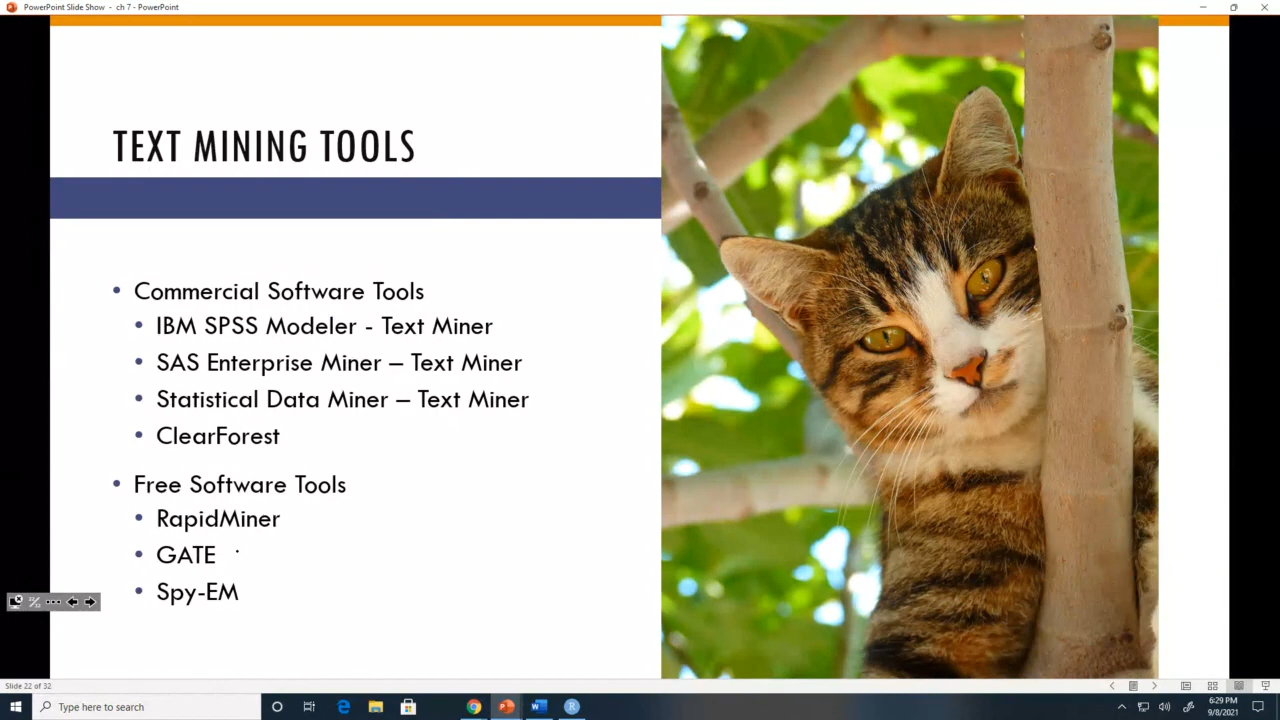 PowerPoint Slide Show - ch 7 - PowerPoint
TEXT MINING TOOLS
• Commercial Software Tools
• IBM SPSS Modeler - Text Miner
• SAS Enterprise Miner – Text Miner
• Statistical Data Miner – Text Miner
• ClearForest
• Free Software Tools
• RapidMiner
• GATE
• Spy-EM
Slide 22 of 32
Type here to search
6:29 PM
9/8/2021